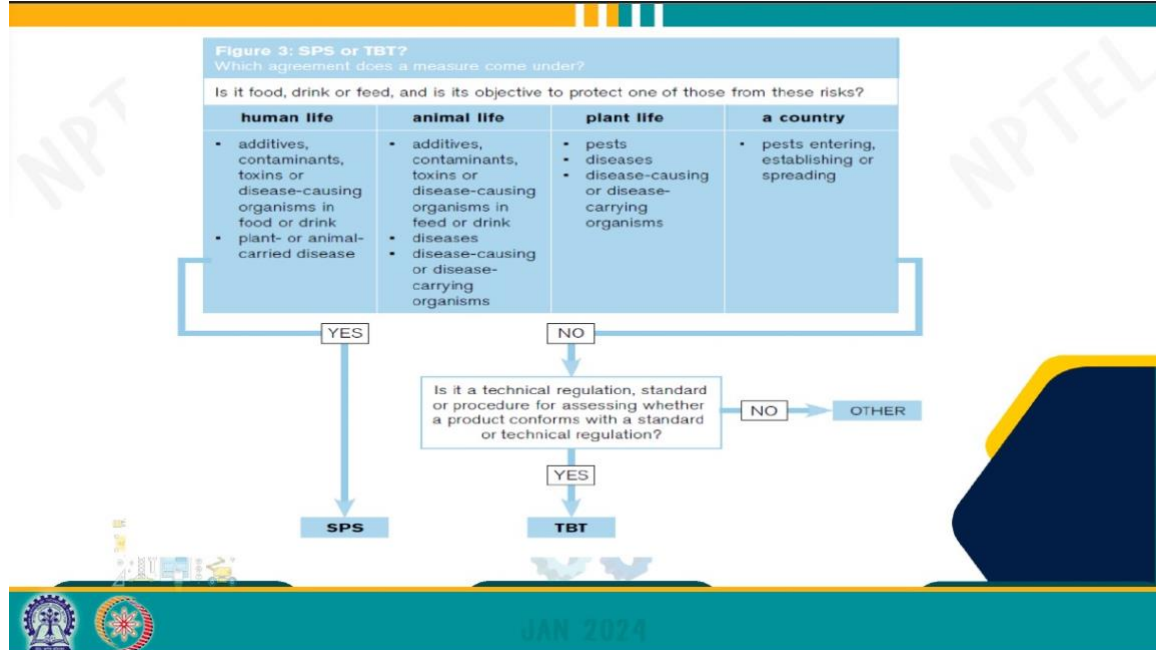 Figure 3: SPS or TBT?
Which agreement does a measure come under?
Is it food, drink or feed, and is its objective to protect one of those from these risks?
human life
• additives,
contaminants,
toxins or
disease-causing
organisms in
food or drink
• plant- or animal-
carried disease
animal life
• additives,
contaminants,
toxins or
disease-causing
organisms in
feed or drink
• diseases
• disease-causing
or disease-
carrying
organisms
plant life
• pests
• diseases
• disease-causing
or disease-
carrying
organisms
a country
• pests entering,
establishing or
spreading
YES
NO
Is it a technical regulation, standard
or procedure for assessing whether
a product conforms with a standard
or technical regulation?
NO
OTHER
YES
SPS
TBT
NPT
NPTEL
JAN 2024